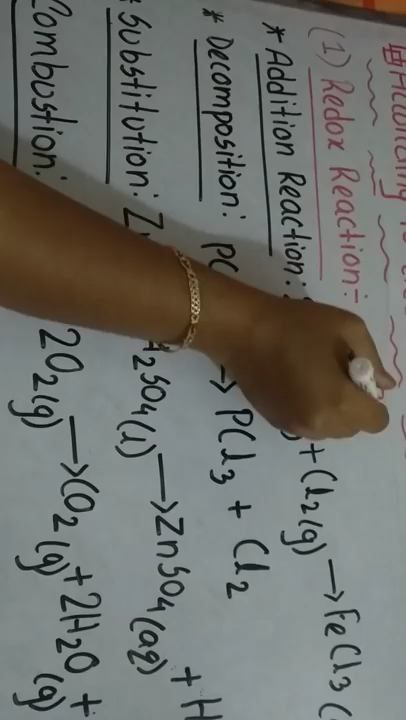 According
(1) Redox Reaction:-
* Addition Reaction: + Cl2(g) → FeCl3 (
* Decomposition: PC → PCl3 + Cl2
* Substitution: Z 2SO4(l) → ZnSO4(aq) + H
Combustion: 2O2(g) → CO2(g) + 2H2O(g) +